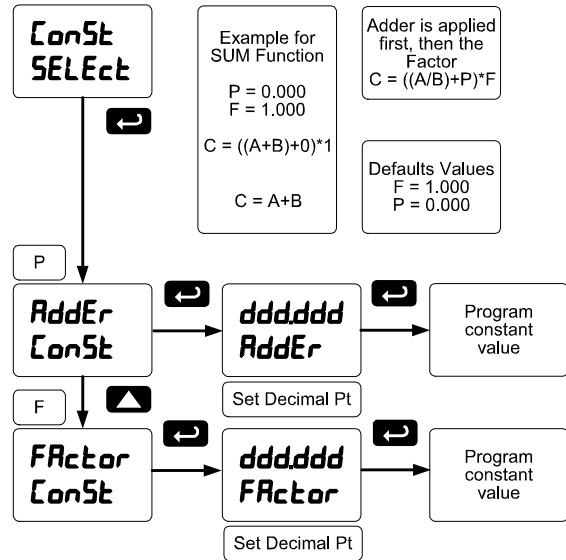 ConSt
SELEct
Example for
SUM Function
P = 0.000
F = 1.000
C = ((A+B)+0)*1
C = A+B
Adder is applied
first, then the
Factor
C = ((A/B)+P)*F
Defaults Values
F = 1.000
P = 0.000
P
AddEr
ConSt
ddd.ddd
AddEr
Set Decimal Pt
Program
constant
value
F
FActor
ConSt
ddd.ddd
FActor
Set Decimal Pt
Program
constant
value